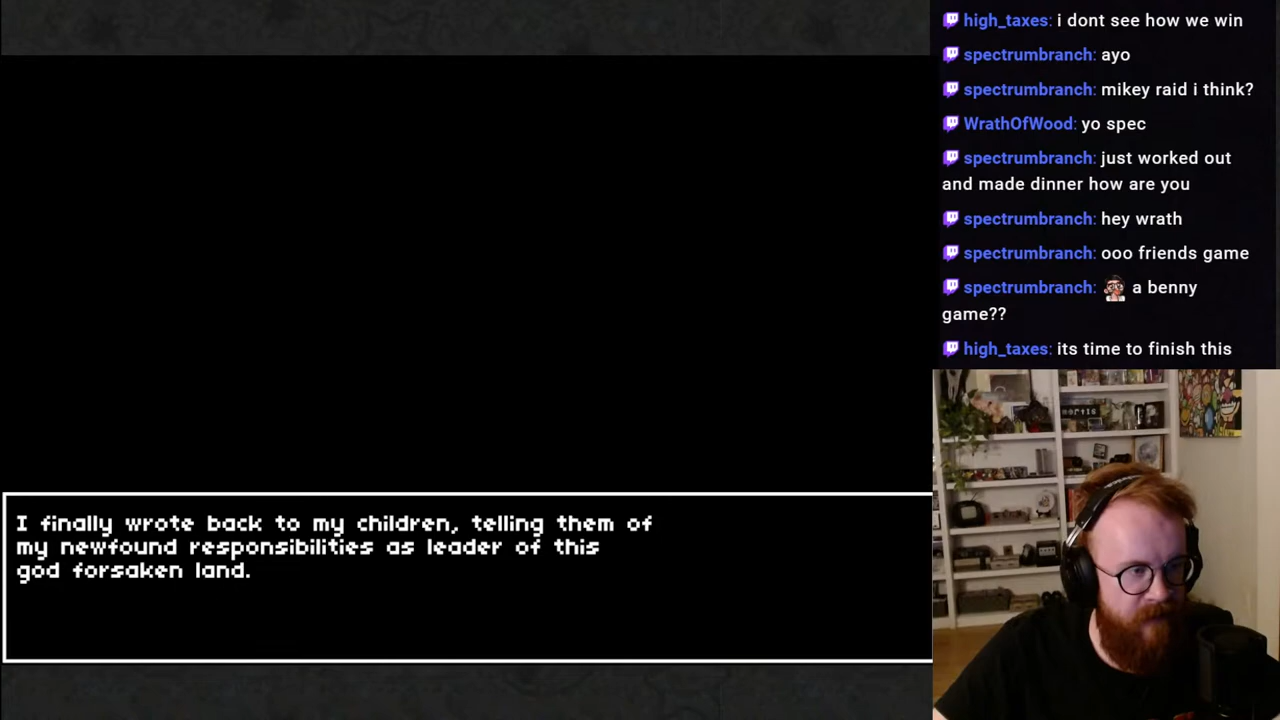 high_taxes: i dont see how we win
spectrumbranch: ayo
spectrumbranch: mikey raid i think?
WrathOfWood: yo spec
spectrumbranch: just worked out
and made dinner how are you
spectrumbranch: hey wrath
spectrumbranch: ooo friends game
spectrumbranch: a benny
game??
high_taxes: its time to finish this
mortis
I finally wrote back to my children, telling them of
my newfound responsibilities as leader of this
god forsaken land.